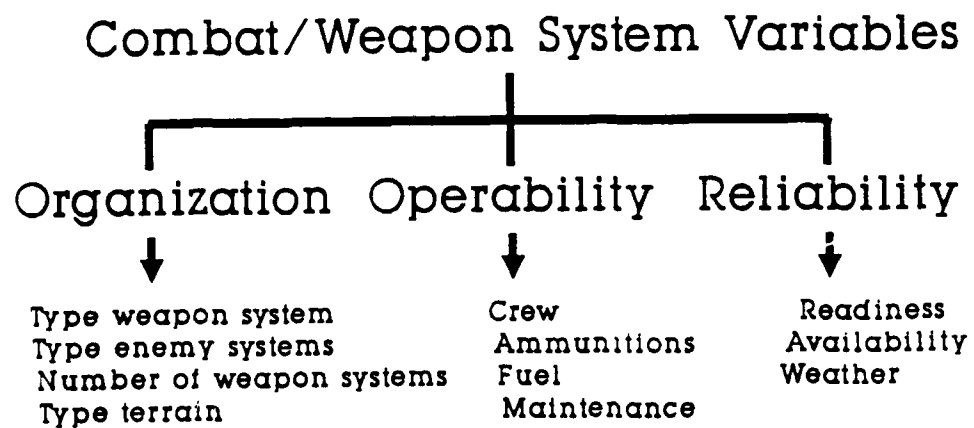 Combat/Weapon System Variables
Organization
Operability
Reliability
Type weapon system
Type enemy systems
Number of weapon systems
Type terrain
Crew
Ammunitions
Fuel
Maintenance
Readiness
Availability
Weather